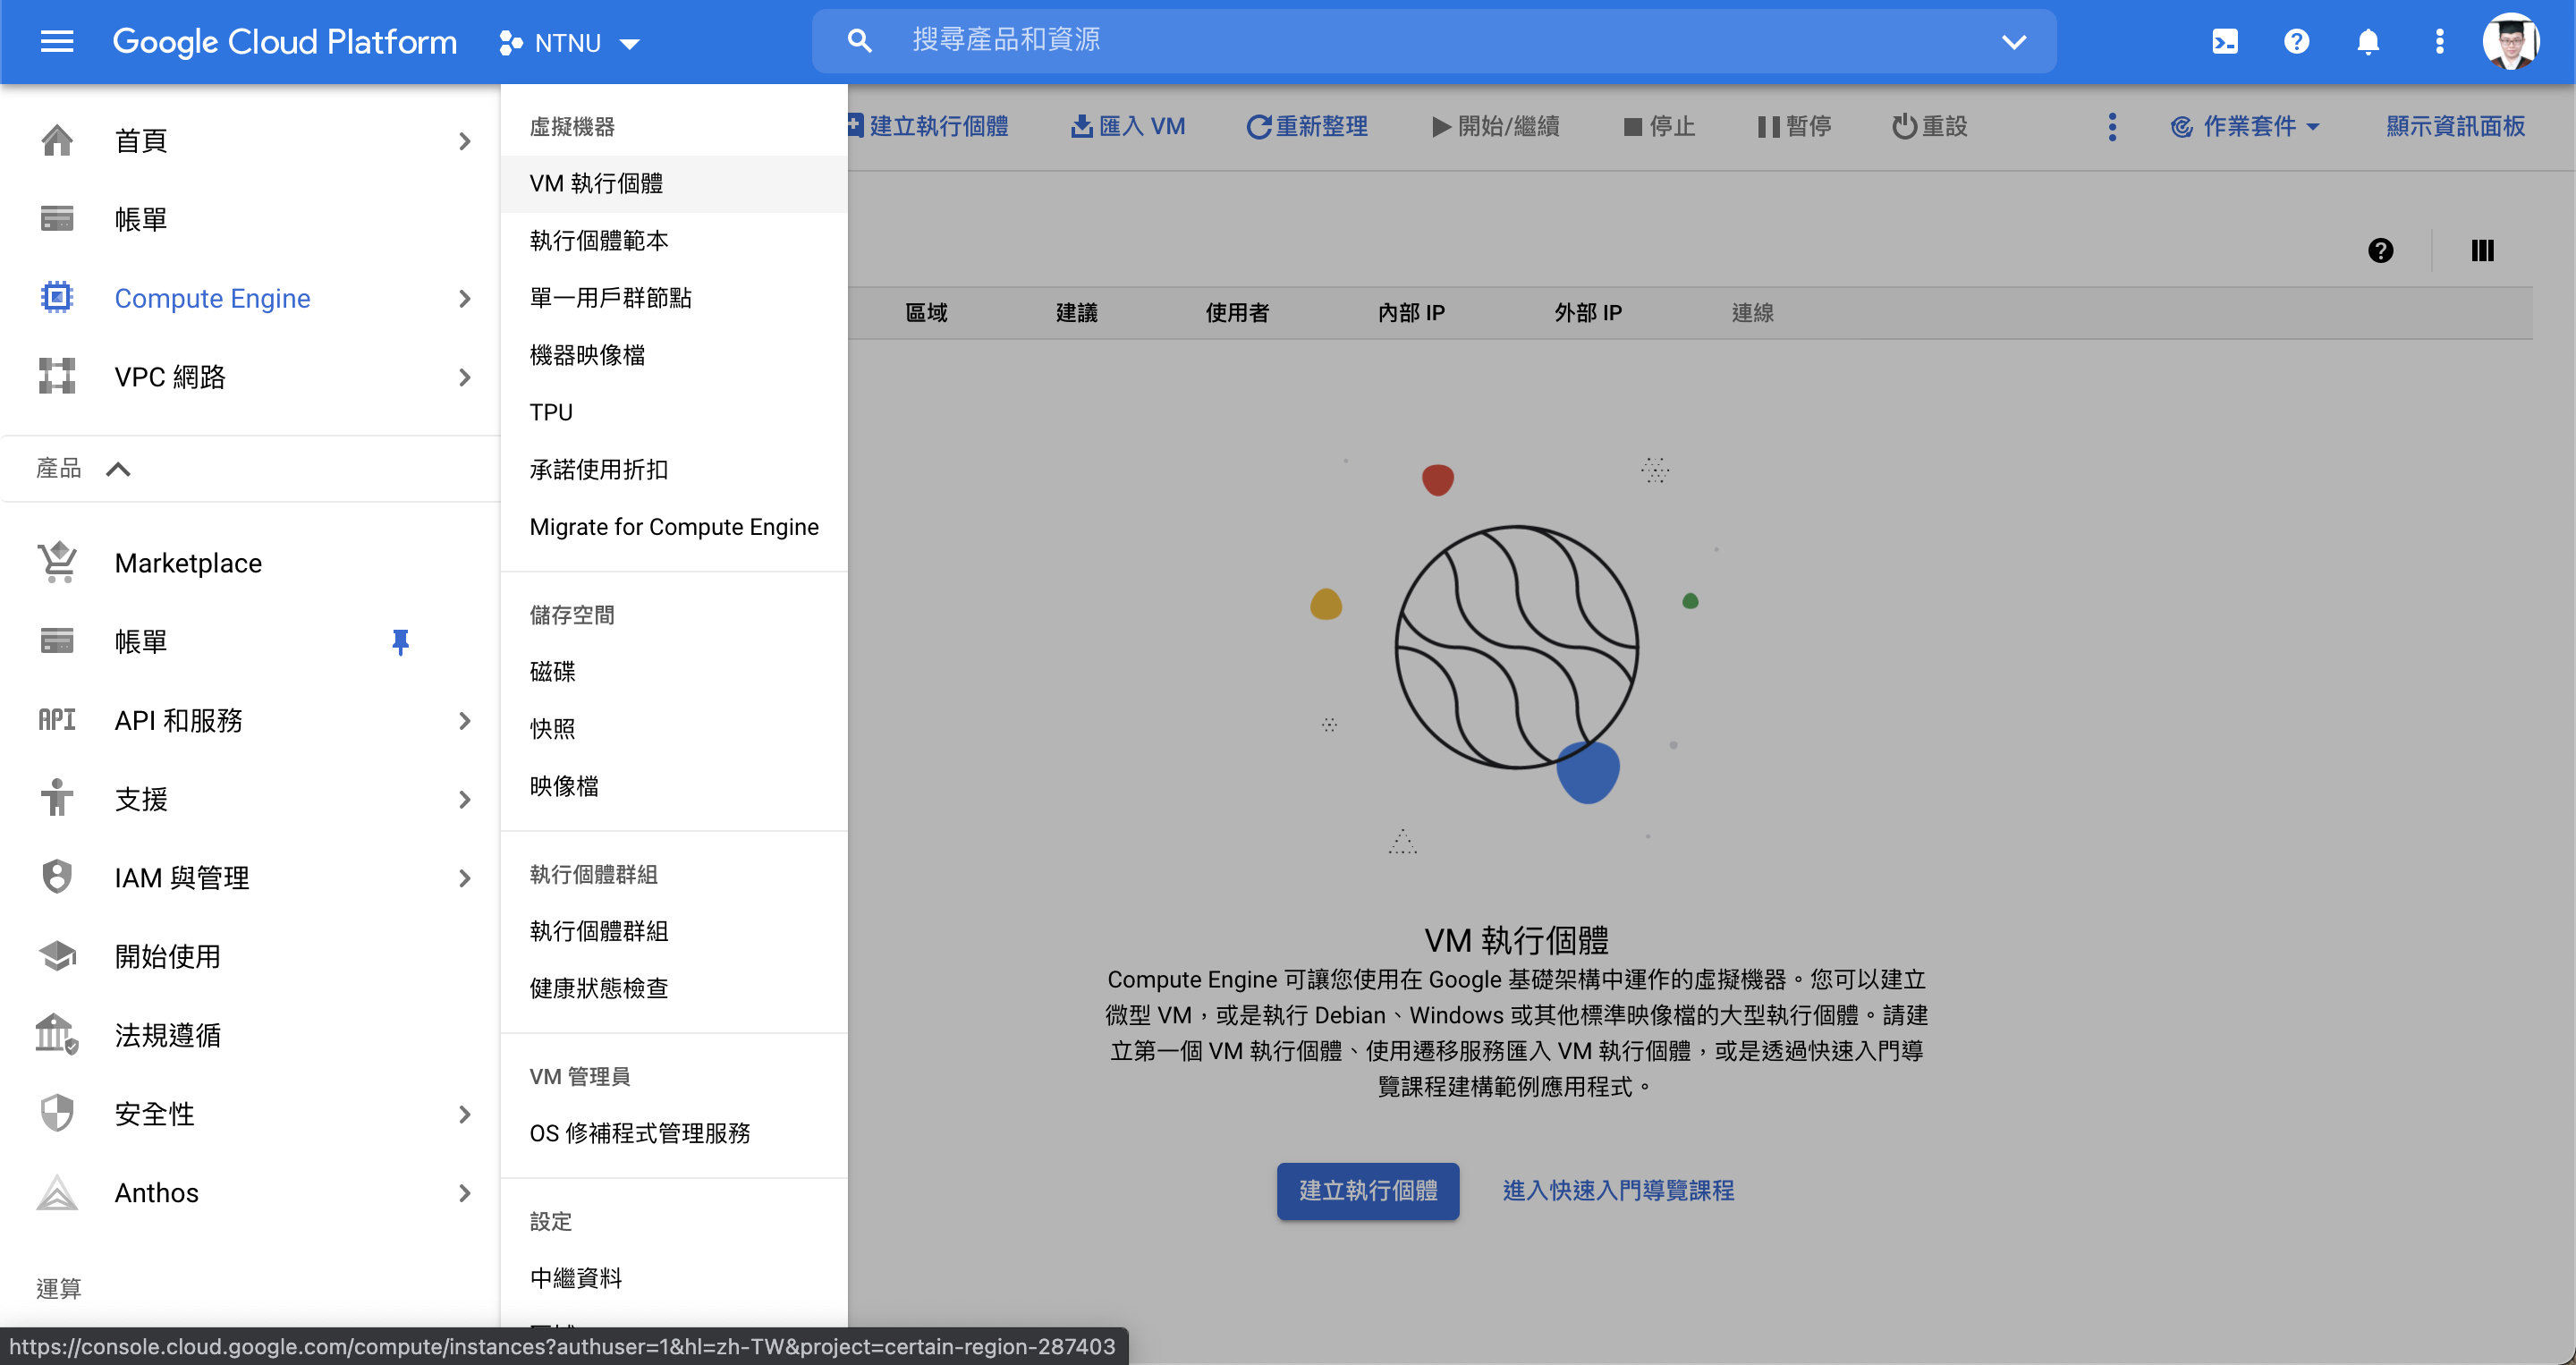 Google Cloud Platform
NTNU
搜尋產品和資源
首頁
帳單
Compute Engine
VPC 網路
產品
Marketplace
帳單
API
API 和服務
支援
IAM 與管理
開始使用
法規遵循
安全性
Anthos
運算
虛擬機器
VM 執行個體
執行個體範本
單一用戶群節點
機器映像檔
TPU
承諾使用折扣
Migrate for Compute Engine
儲存空間
磁碟
快照
映像檔
執行個體群組
執行個體群組
健康狀態檢查
VM 管理員
OS 修補程式管理服務
設定
中繼資料
建立執行個體
匯入 VM
重新整理
開始/繼續
停止
暫停
重設
作業套件
顯示資訊面板
區域
建議
使用者
內部 IP
外部 IP
連線
VM 執行個體
Compute Engine 可讓您使用在 Google 基礎架構中運作的虛擬機器。您可以建立
微型 VM，或是執行 Debian、Windows 或其他標準映像檔的大型執行個體。請建
立第一個 VM 執行個體、使用遷移服務匯入 VM 執行個體，或是透過快速入門導
覽課程建構範例應用程式。
建立執行個體
進入快速入門導覽課程
https://console.cloud.google.com/compute/instances?authuser=1&hl=zh-TW&project=certain-region-287403